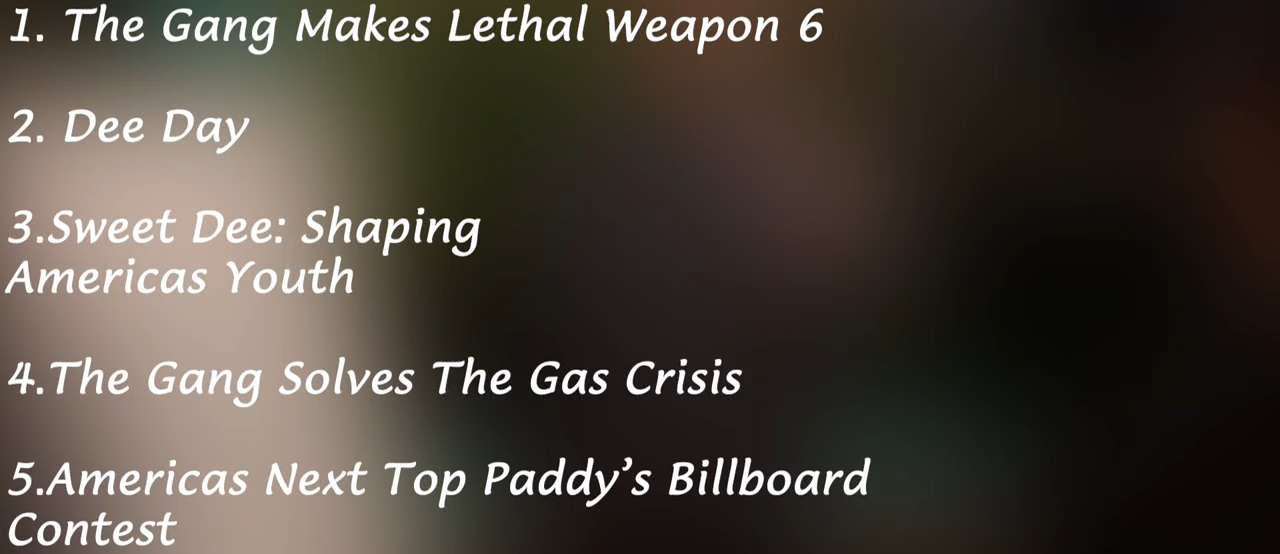 1. The Gang Makes Lethal Weapon 6
2. Dee Day
3.Sweet Dee: Shaping
Americas Youth
4.The Gang Solves The Gas Crisis
5.Americas Next Top Paddy’s Billboard
Contest